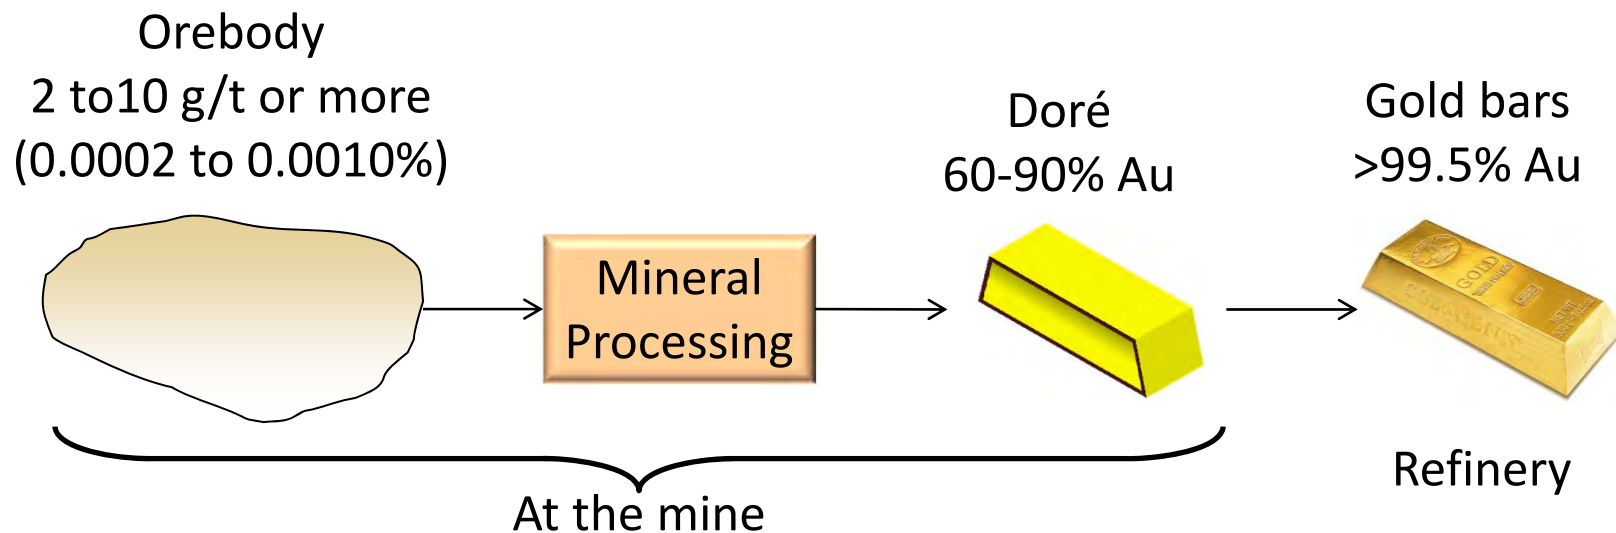 Orebody
2 to10 g/t or more
(0.0002 to 0.0010%)
Mineral
Processing
Doré
60-90% Au
Gold bars
>99.5% Au
GOLD
Refinery
At the mine